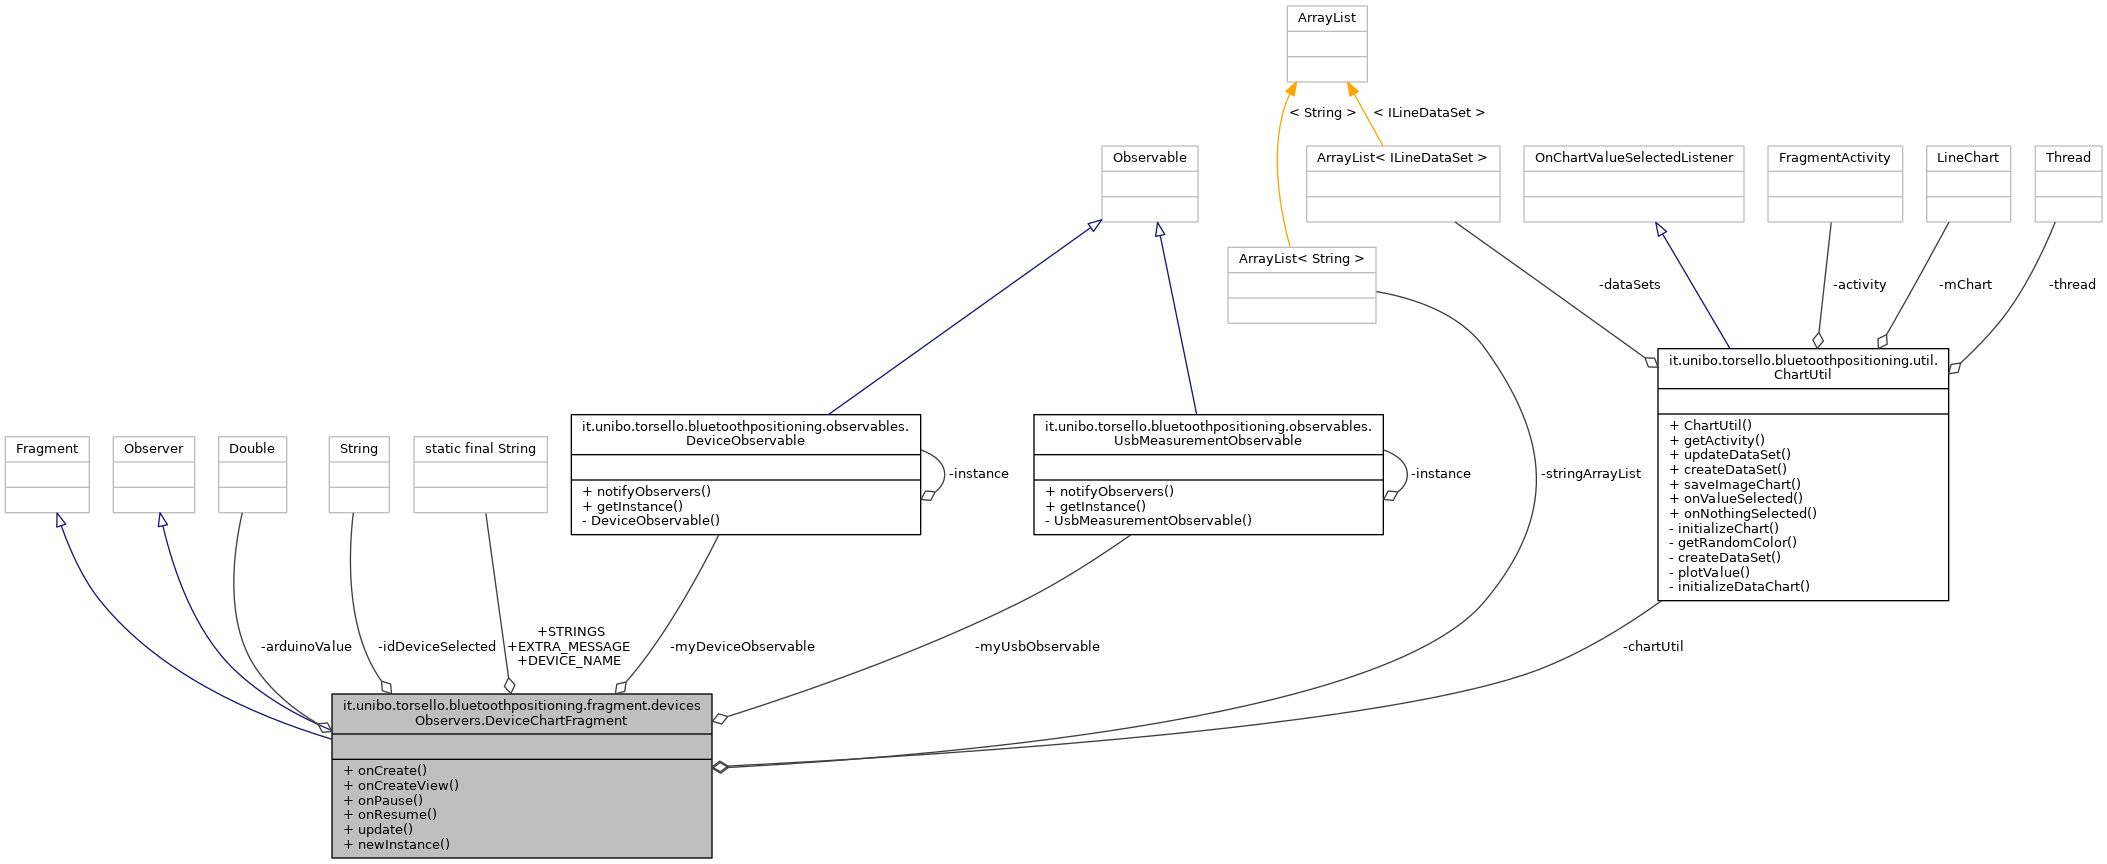 ArrayList
< String >
< ILineDataSet >
Observable
ArrayList< ILineDataSet >
OnChartValueSelectedListener
FragmentActivity
LineChart
Thread
ArrayList< String >
-dataSets
-activity
-mChart
-thread
it.unibo.torsello.bluetoothpositioning.util.
ChartUtil
+ ChartUtil()
+ getActivity()
+ updateDataSet()
+ createDataSet()
+ saveImageChart()
+ onValueSelected()
+ onNothingSelected()
- initializeChart()
- getRandomColor()
- createDataSet()
- plotValue()
- initializeDataChart()
Fragment
Observer
Double
String
static final String
it.unibo.torsello.bluetoothpositioning.observables.
DeviceObservable
+ notifyObservers()
+ getInstance()
- DeviceObservable()
-instance
it.unibo.torsello.bluetoothpositioning.observables.
UsbMeasurementObservable
+ notifyObservers()
+ getInstance()
- UsbMeasurementObservable()
-instance
-stringArrayList
-arduinoValue
-idDeviceSelected
+STRINGS
+EXTRA_MESSAGE
+DEVICE_NAME
-myDeviceObservable
-myUsbObservable
-chartUtil
it.unibo.torsello.bluetoothpositioning.fragment.devices
Observers.DeviceChartFragment
+ onCreate()
+ onCreateView()
+ onPause()
+ onResume()
+ update()
+ newInstance()